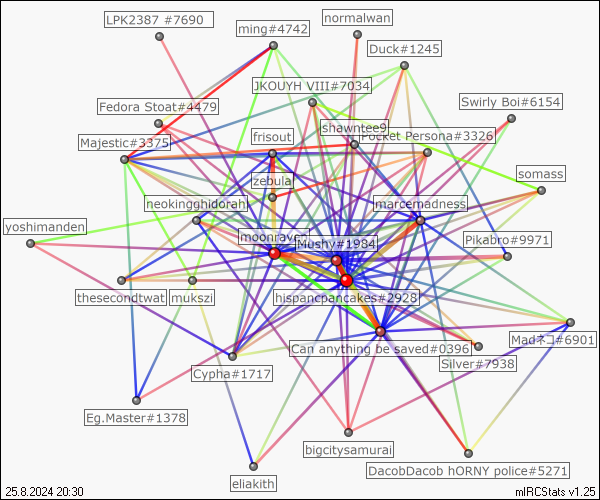 LPK2387 #7690
normalwan
ming#4742
Duck#1245
JKOUYH VIII#7034
Swirly Boi#6154
Fedora Stoat#4479
shawntee9
Pocket Persona#3326
frisout
Majestic#3375
zebula
somass
neokingghidorah
marcemadness
yoshimanden
moonraven
Mushy#1984
Pikabro#9971
thesecondtwat
mukszi
hispancpancakes#2928
Can anything be saved#0396
Madネコ#6901
Silver#7938
Cypha#1717
Eg.Master#1378
bigcitysamurai
DacobDacob hORNY police#5271
eliakith
25.8.2024 20:30
mIRCStats v1.25